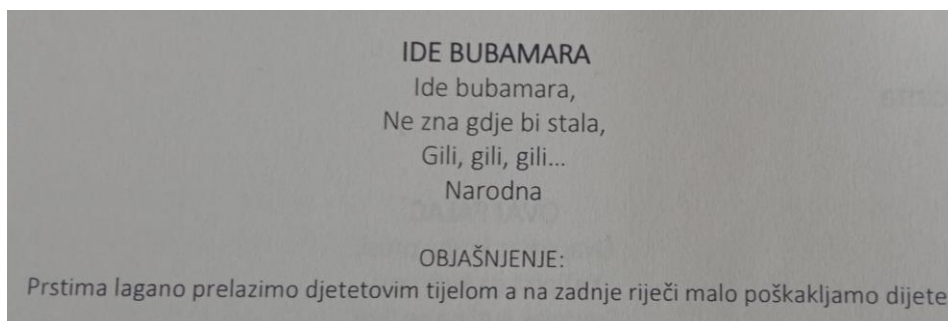 IDE BUBAMARA
Ide bubamara,
Ne zna gdje bi stala,
Gili, gili, gili...
Narodna
OBJAŠNJENJE:
Prstima lagano prelazimo djetetovim tijelom a na zadnje riječi malo poškakljamo dijete